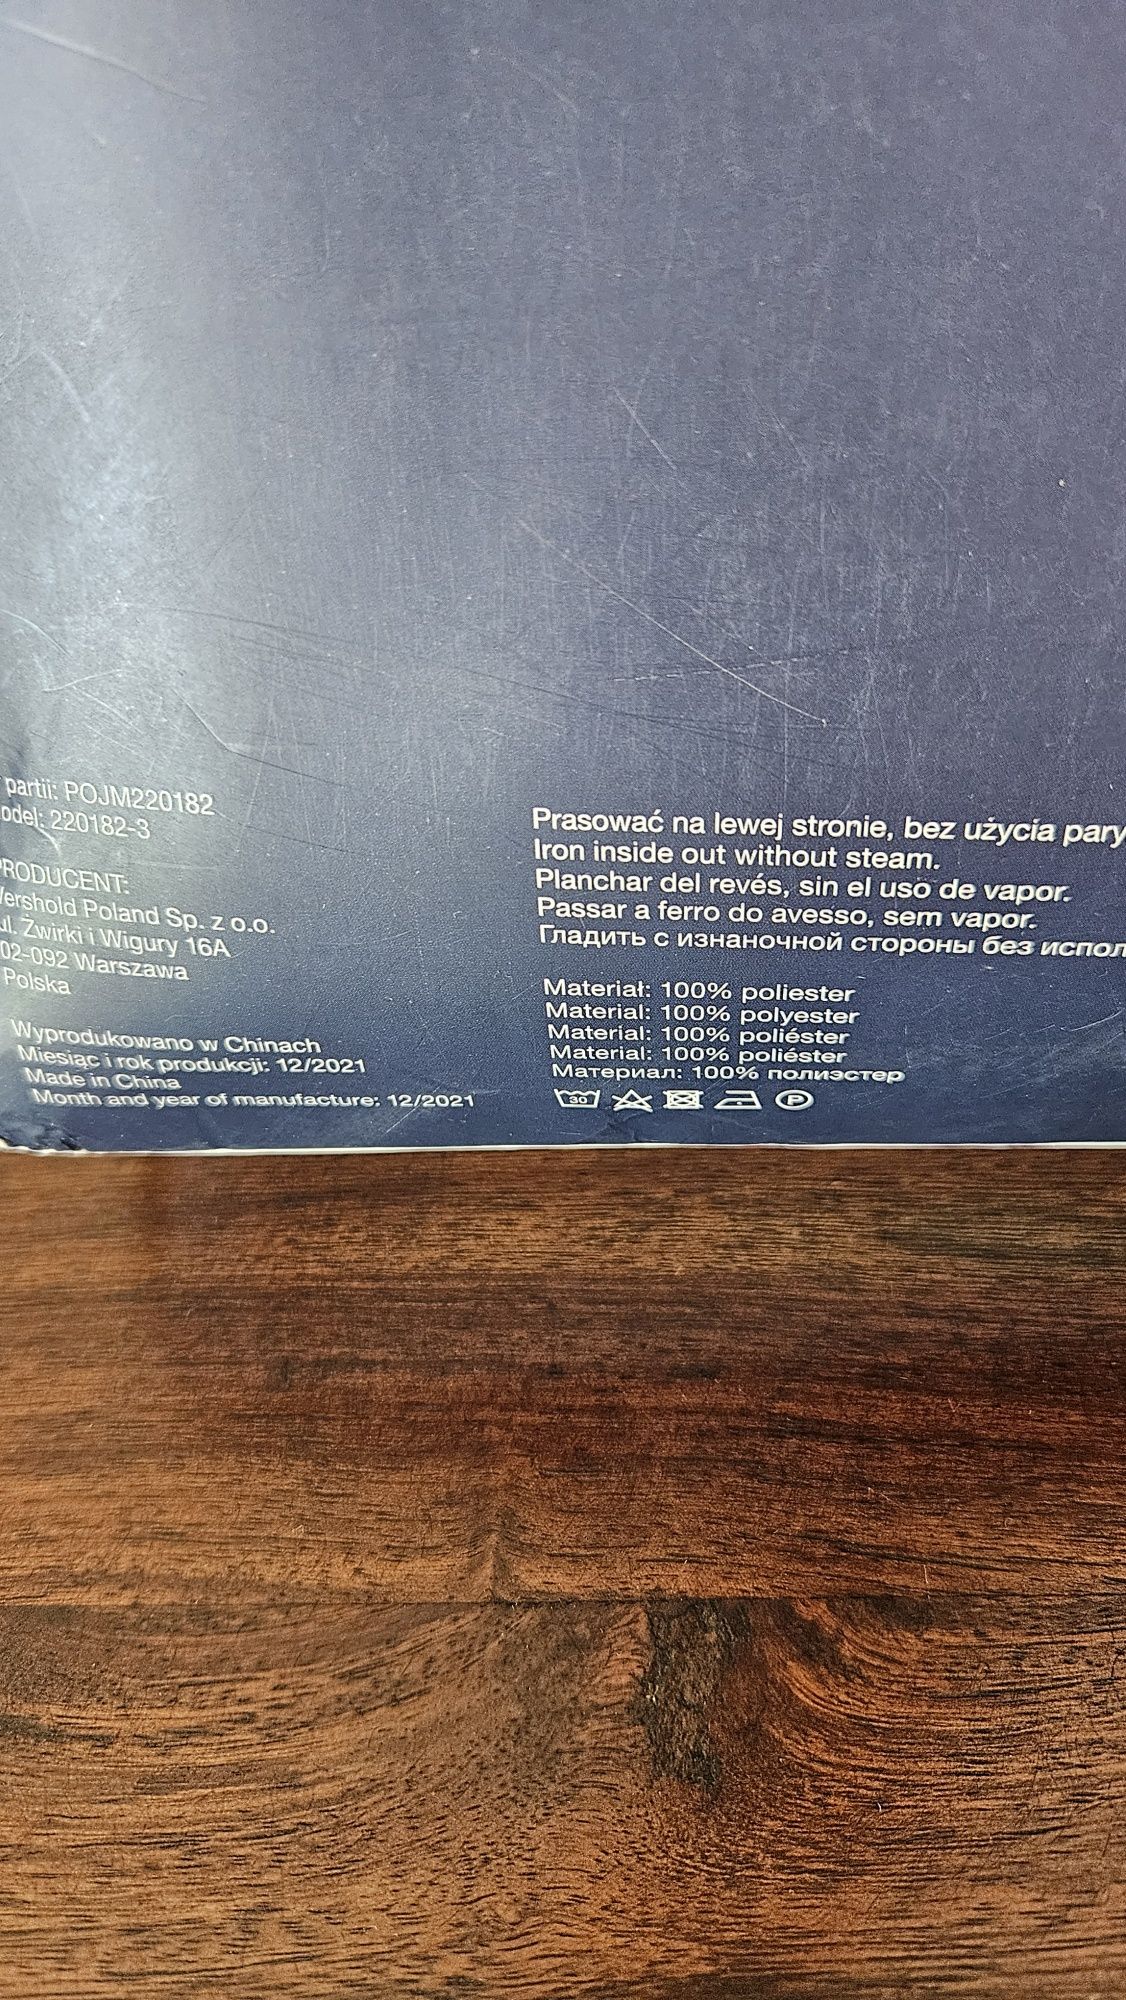 partii: POJM220182
odel: 220182-3
PRODUCENT:
Vershold Poland Sp. z o.o.
ul. Żwirki i Wigury 16A
02-092 Warszawa
Polska
Wyprodukowano w Chinach
Miesiąc i rok produkcji: 12/2021
Made in China
Month and year of manufacture: 12/2021
Prasować na lewej stronie, bez użycia pary
Iron inside out without steam.
Planchar del revés, sin el uso de vapor.
Passar a ferro do avesso, sem vapor.
Гладить с изнаночной стороны без испол
Materiał: 100% poliester
Material: 100% polyester
Material: 100% poliéster
Material: 100% poliéster
Материал: 100% полиэстер
30
P